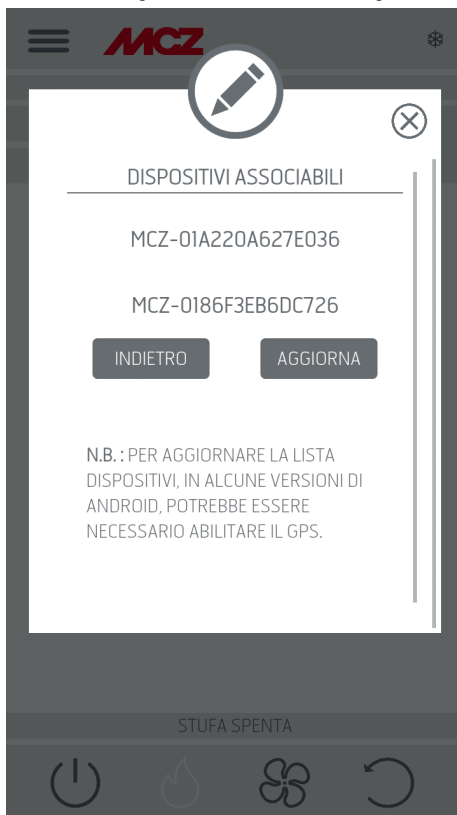 MCZ
DISPOSITIVI ASSOCIABILI
MCZ-01A220A627E036
MCZ-0186F3EB6DC726
INDIETRO AGGIORNA
N.B. : PER AGGIORNARE LA LISTA
DISPOSITIVI, IN ALCUNE VERSIONI DI
ANDROID, POTREBBE ESSERE
NECESSARIO ABILITARE IL GPS.
STUFA SPENTA